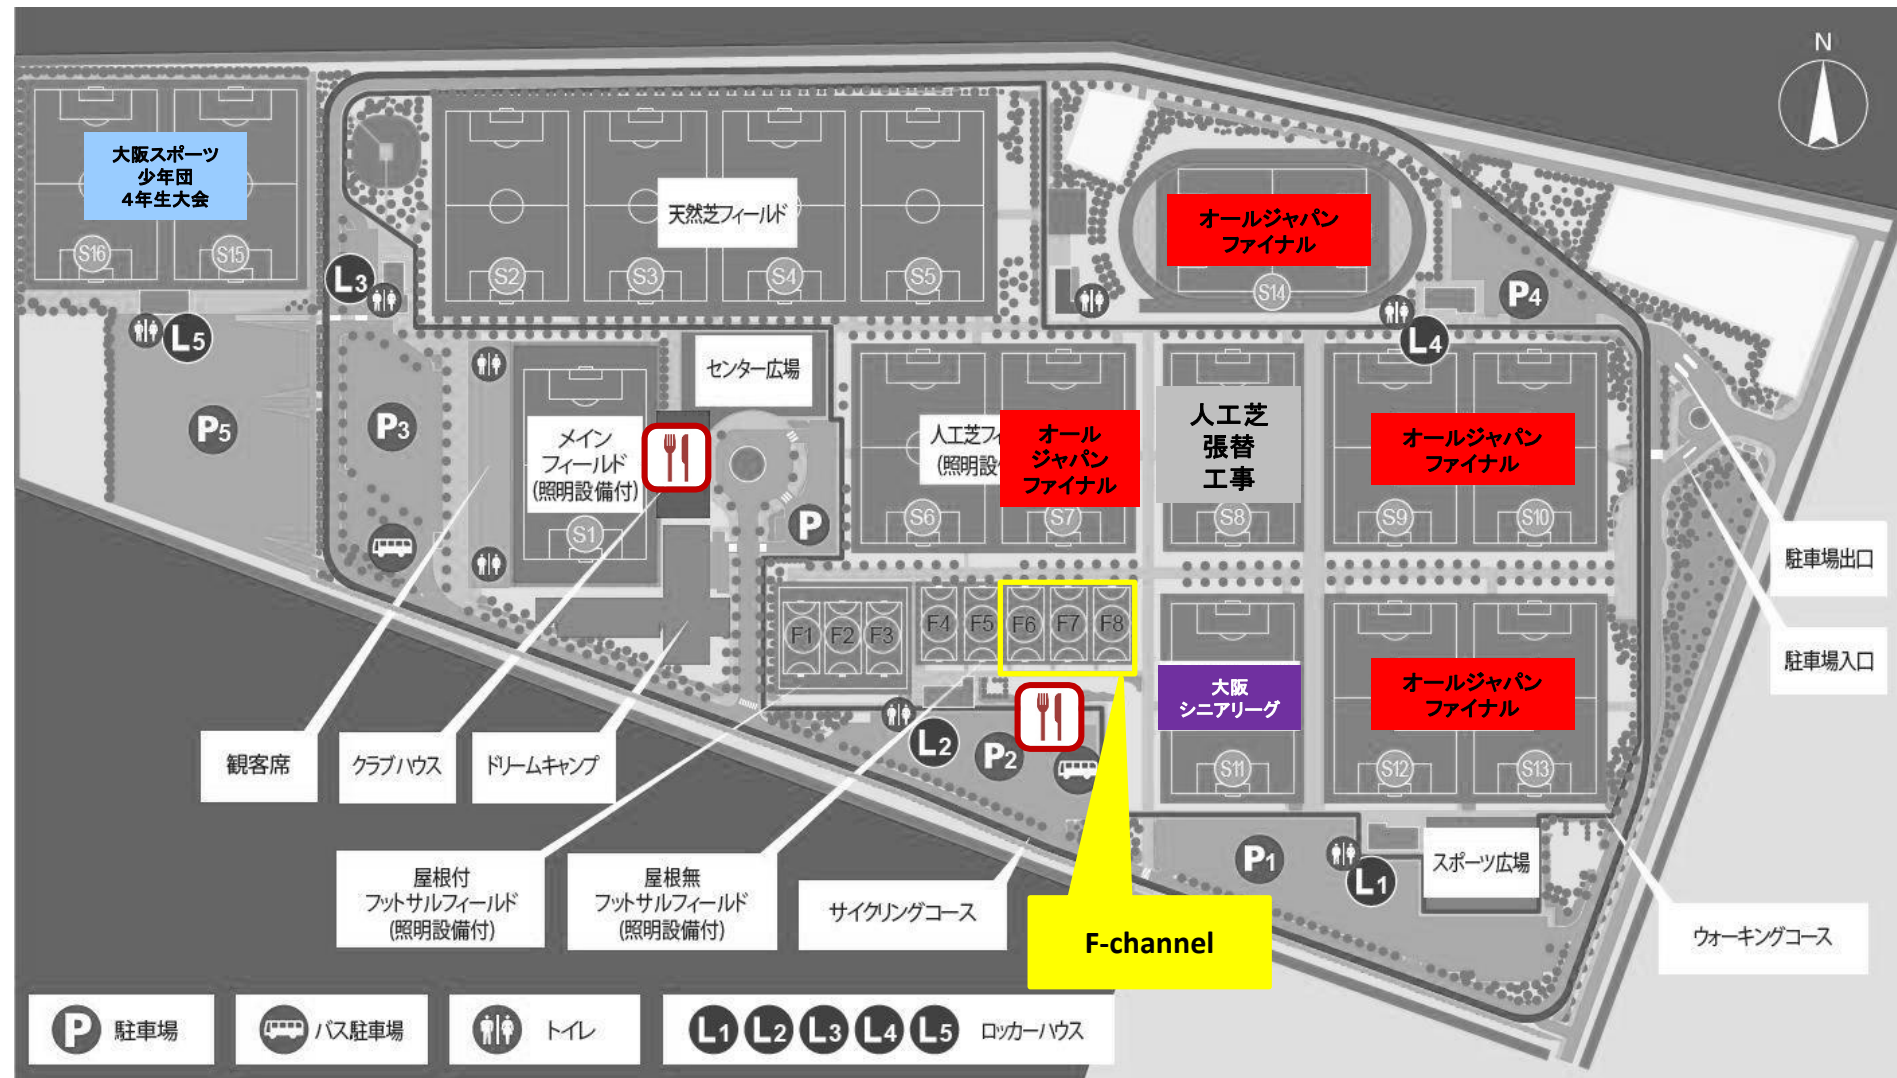 N
大阪スポーツ
少年団
4年生大会
S16
S15
L3
L5
P5
P3
天然芝フィールド
S2
S3
S4
S5
オールジャパン
ファイナル
S14
P4
L4
センター広場
メイン
フィールド
(照明設備付)
S1
P
人工芝フィ
(照明設
S6
オール
ジャパン
ファイナル
S7
人工芝
張替
工事
S8
オールジャパン
ファイナル
S9
S10
駐車場出口
駐車場入口
F1
F2
F3
F4
F5
F6
F7
F8
大阪
シニアリーグ
S11
オールジャパン
ファイナル
S12
S13
L2
P2
P1
L1
スポーツ広場
観客席
クラブハウス
ドリームキャンプ
屋根付
フットサルフィールド
(照明設備付)
屋根無
フットサルフィールド
(照明設備付)
サイクリングコース
F-channel
ウォーキングコース
P 駐車場
バス駐車場
トイレ
L1 L2 L3 L4 L5 ロッカーハウス